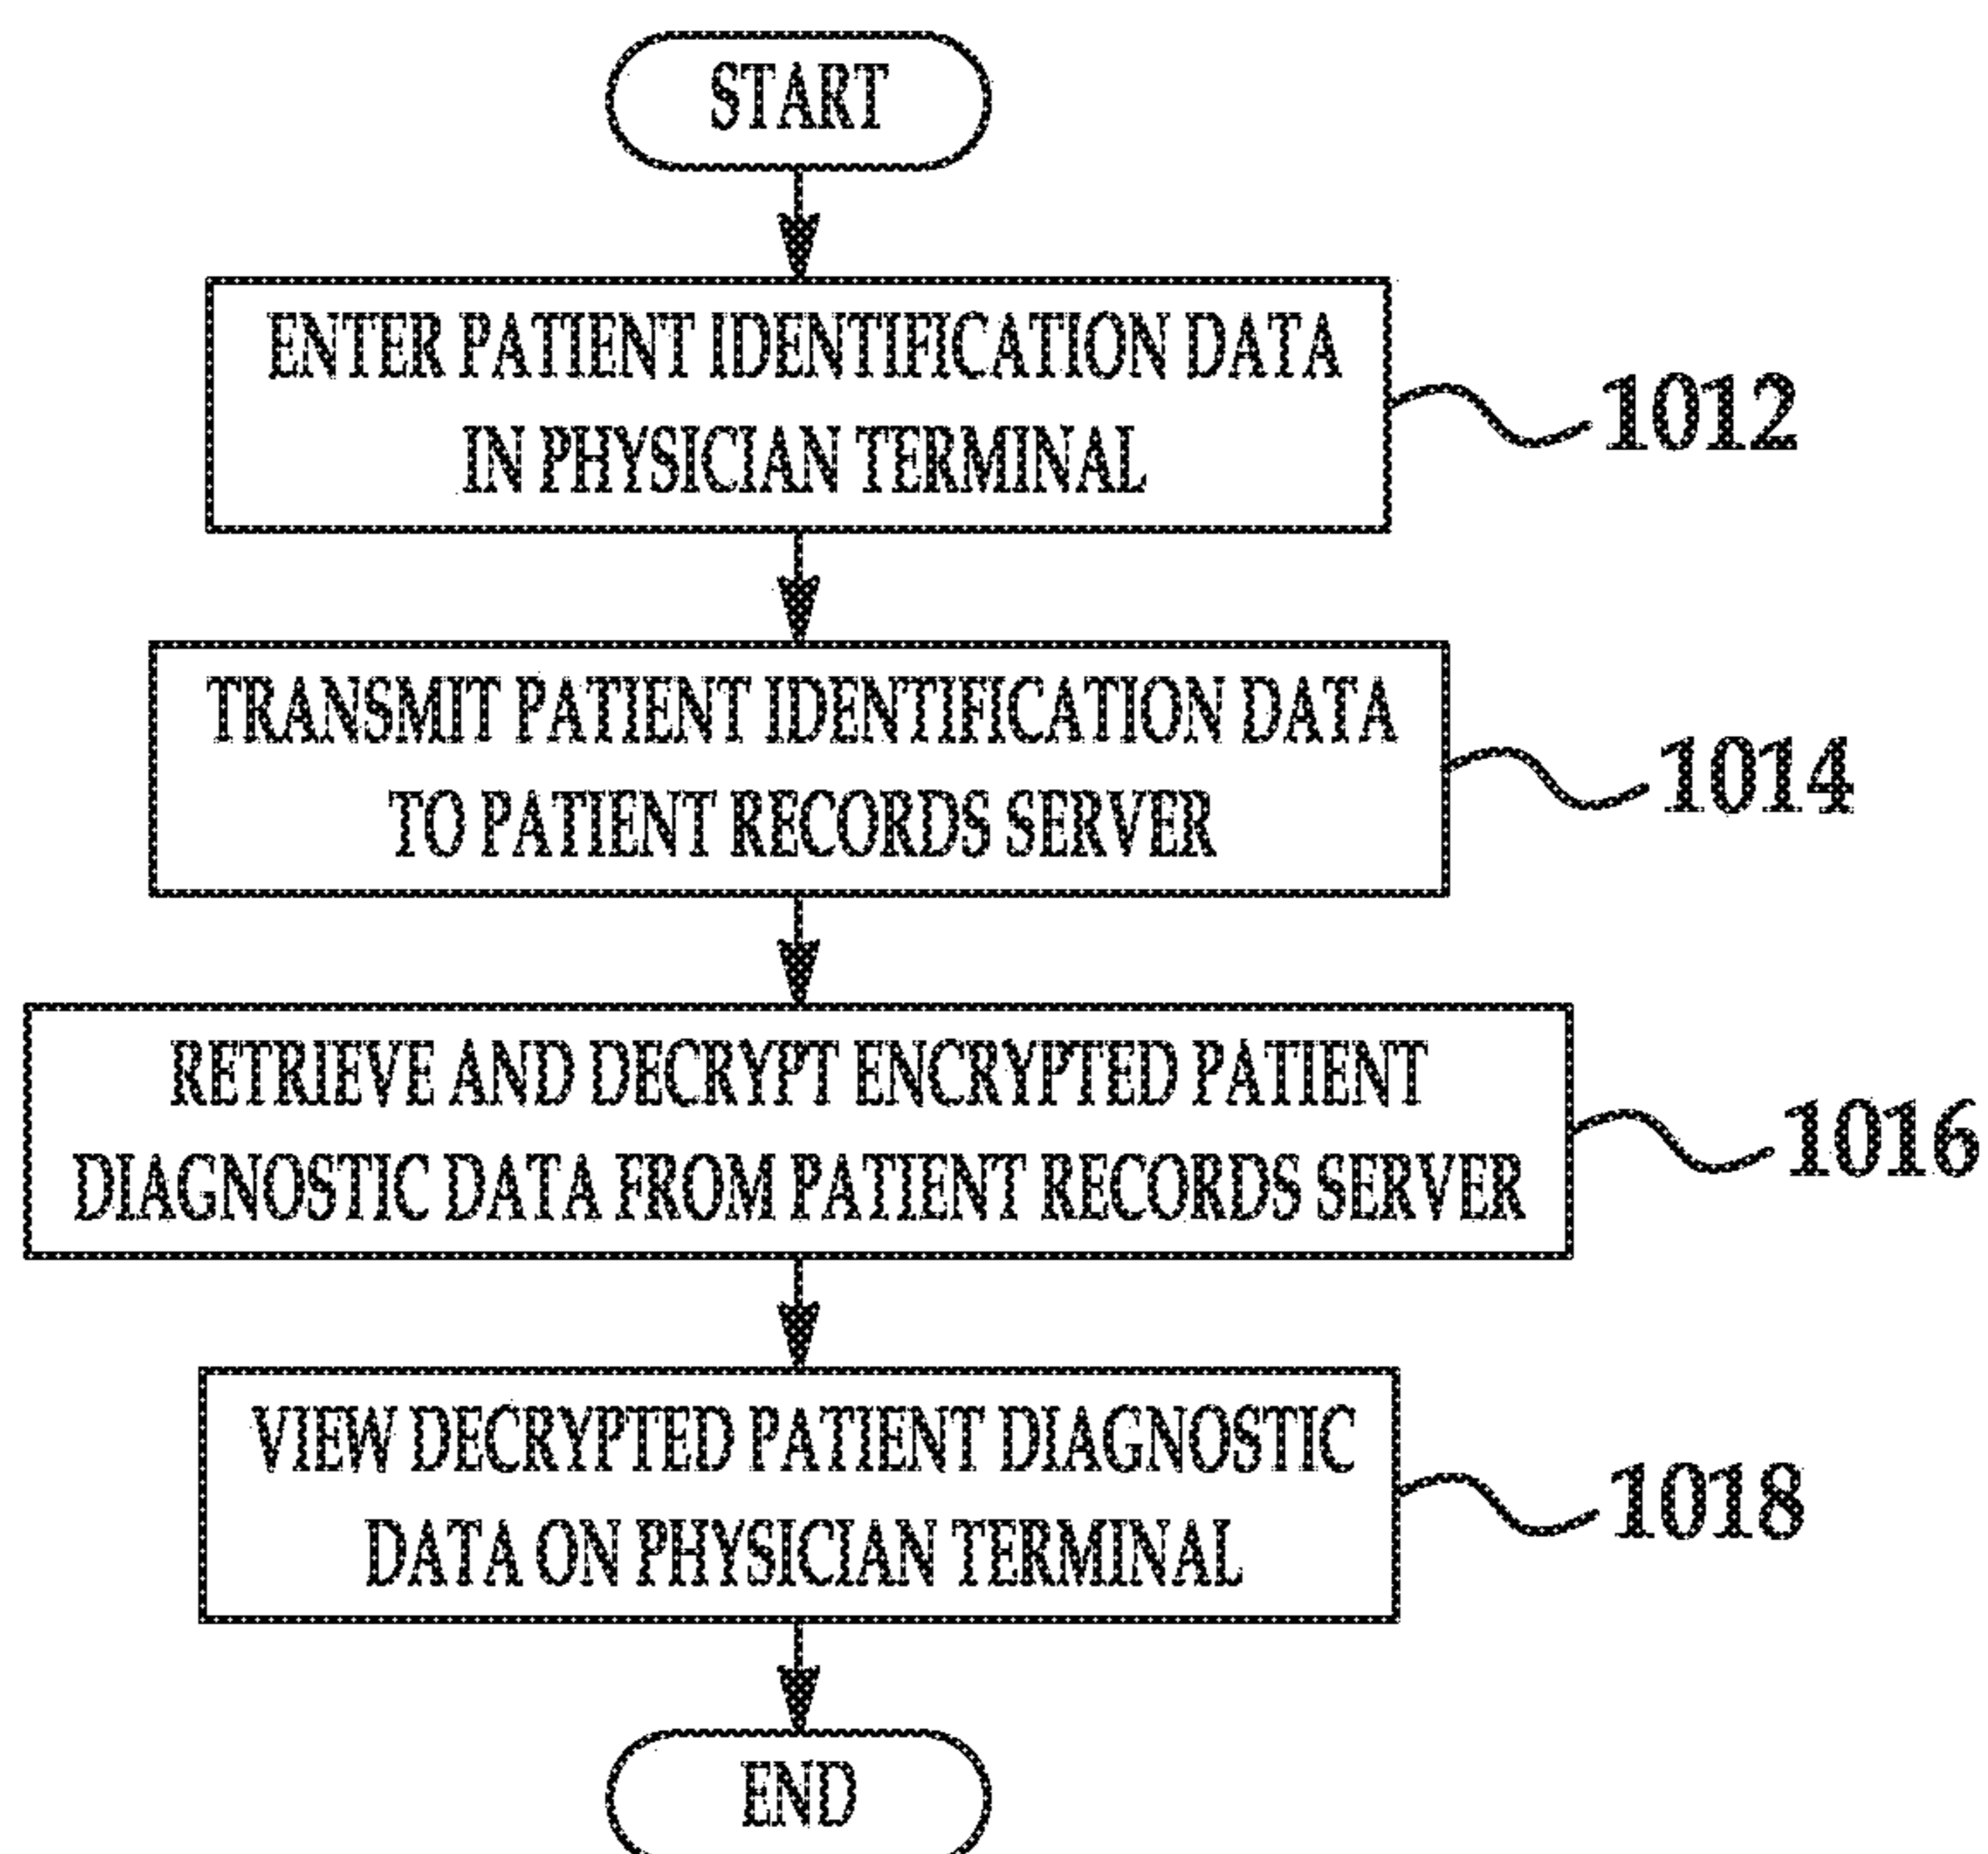 START
ENTER PATIENT IDENTIFICATION DATA
IN PHYSICIAN TERMINAL
1012
TRANSMIT PATIENT IDENTIFICATION DATA
TO PATIENT RECORDS SERVER
1014
RETRIEVE AND DECRYPT ENCRYPTED PATIENT
DIAGNOSTIC DATA FROM PATIENT RECORDS SERVER
1016
VIEW DECRYPTED PATIENT DIAGNOSTIC
DATA ON PHYSICIAN TERMINAL
1018
END